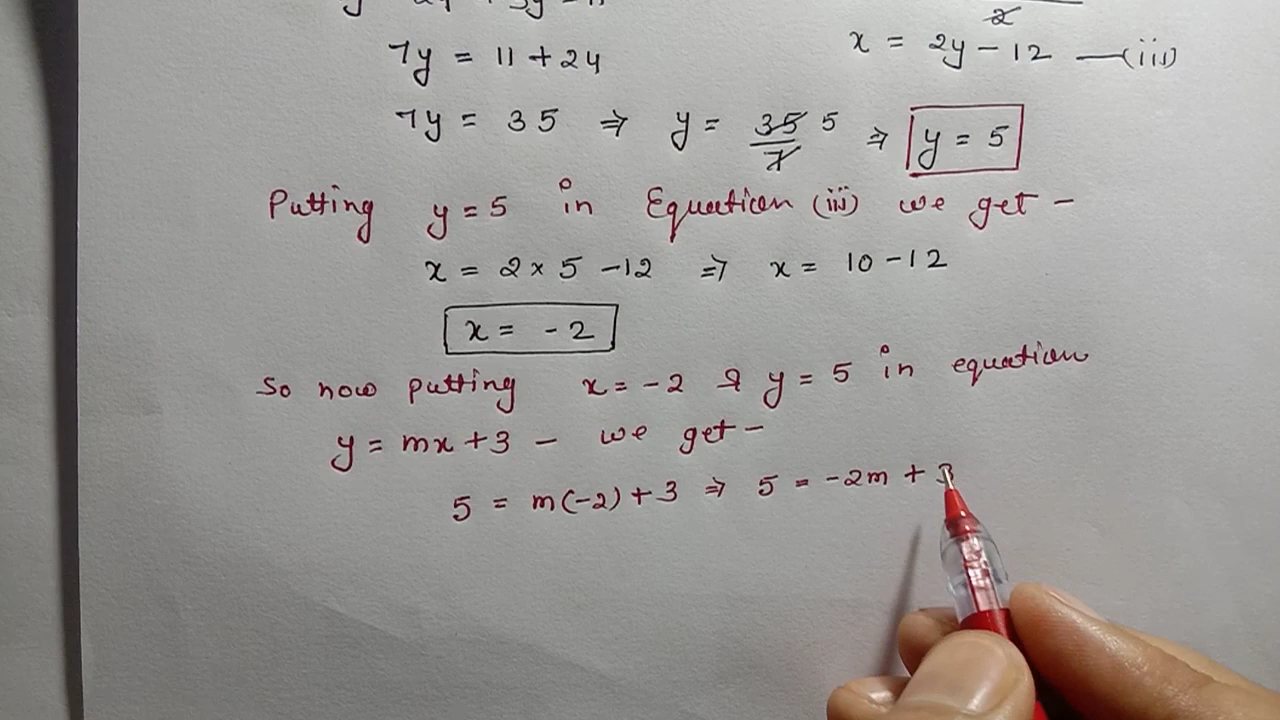 2
7y = 11 + 24
x = 2y - 12 —(iii)
7y = 35 ⇒ y = 35/7 5 ⇒ y = 5
Putting y = 5 in Equation (iii) we get -
x = 2 × 5 - 12 ⇒ x = 10 - 12
x = - 2
So now putting x = - 2 & y = 5 in equation
y = mx + 3 - we get -
5 = m(-2) + 3 ⇒ 5 = -2m + 3